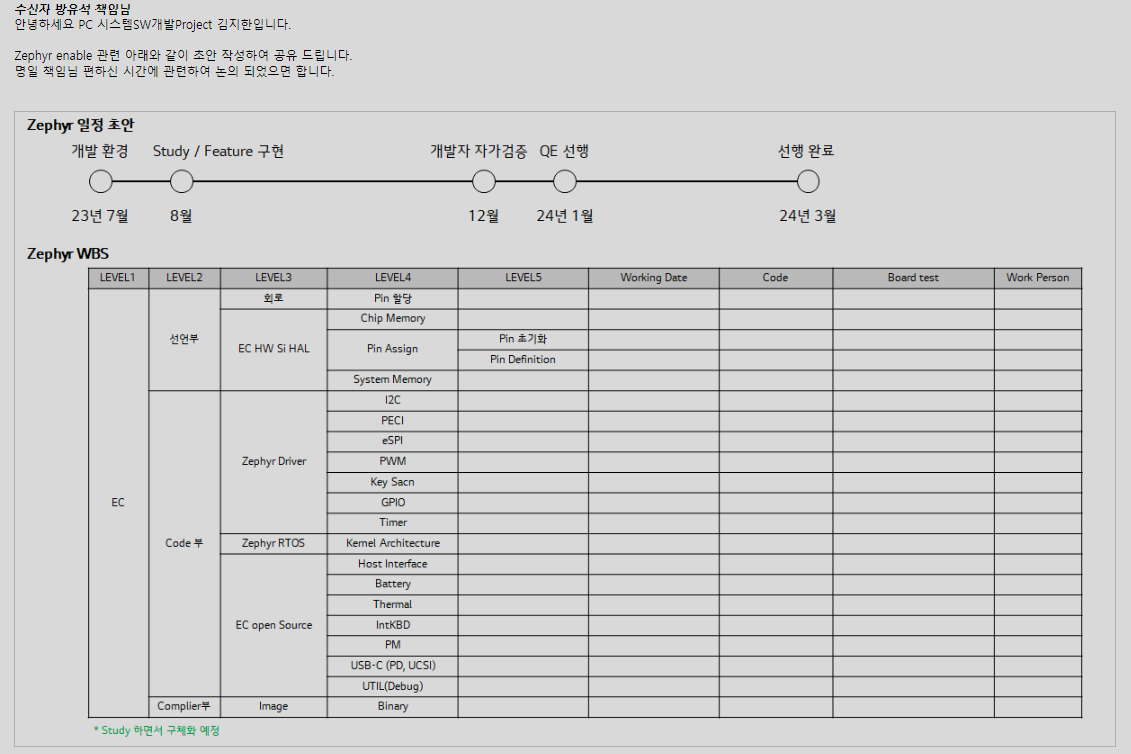 수신자 방유석 책임님
안녕하세요 PC 시스템SW개발Project 김지한입니다.
Zephyr enable 관련 아래와 같이 초안 작성하여 공유 드립니다.
명일 책임님 편하신 시간에 관련하여 논의 되었으면 합니다.
Zephyr 일정 초안
개발 환경 Study / Feature 구현 개발자 자가검증 QE 선행 선행 완료
23년 7월 8월 12월 24년 1월 24년 3월
Zephyr WBS
LEVEL1 LEVEL2 LEVEL3 LEVEL4 LEVEL5 Working Date Code Board test Work Person
EC
선언부
회로 Pin 할당
EC HW Si HAL
Chip Memory
Pin Assign
Pin 초기화
Pin Definition
System Memory
Code 부
Zephyr Driver
I2C
PECI
eSPI
PWM
Key Sacn
GPIO
Timer
Zephyr RTOS Kernel Architecture
EC open Source
Host Interface
Battery
Thermal
IntKBD
PM
USB-C (PD, UCSI)
UTIL(Debug)
Complier부 Image Binary
* Study 하면서 구체화 예정